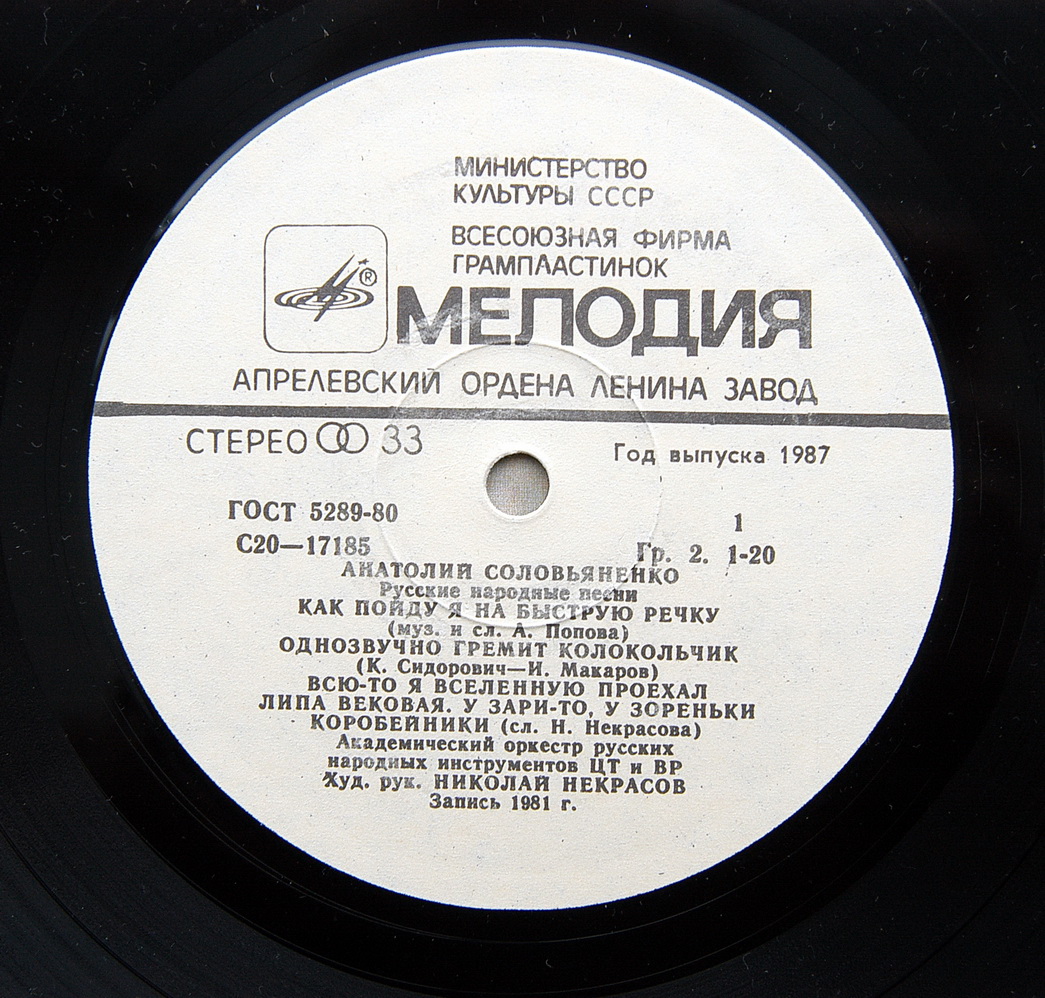 МИНИСТЕРСТВО
КУЛЬТУРЫ СССР
ВСЕСОЮЗНАЯ ФИРМА
ГРАМПЛАСТИНОК
®
МЕЛОДИЯ
АПРЕЛЕВСКИЙ ОРДЕНА ЛЕНИНА ЗАВОД
СТЕРЕО 33
Год выпуска 1987
ГОСТ 5289-80
1
С20—17185
Гр. 2. 1-20
АНАТОЛИЙ СОЛОВЬЯНЕНКО
Русские народные песни
КАК ПОЙДУ Я НА БЫСТРУЮ РЕЧКУ
(муз. и сл. А. Попова)
ОДНОЗВУЧНО ГРЕМИТ КОЛОКОЛЬЧИК
(К. Сидорович—И. Макаров)
ВСЮ-ТО Я ВСЕЛЕННУЮ ПРОЕХАЛ
ЛИПА ВЕКОВАЯ. У ЗАРИ-ТО, У ЗОРЕНЬКИ
КОРОБЕЙНИКИ (сл. Н. Некрасова)
Академический оркестр русских
народных инструментов ЦТ и ВР
Худ. рук. НИКОЛАЙ НЕКРАСОВ
Запись 1981 г.